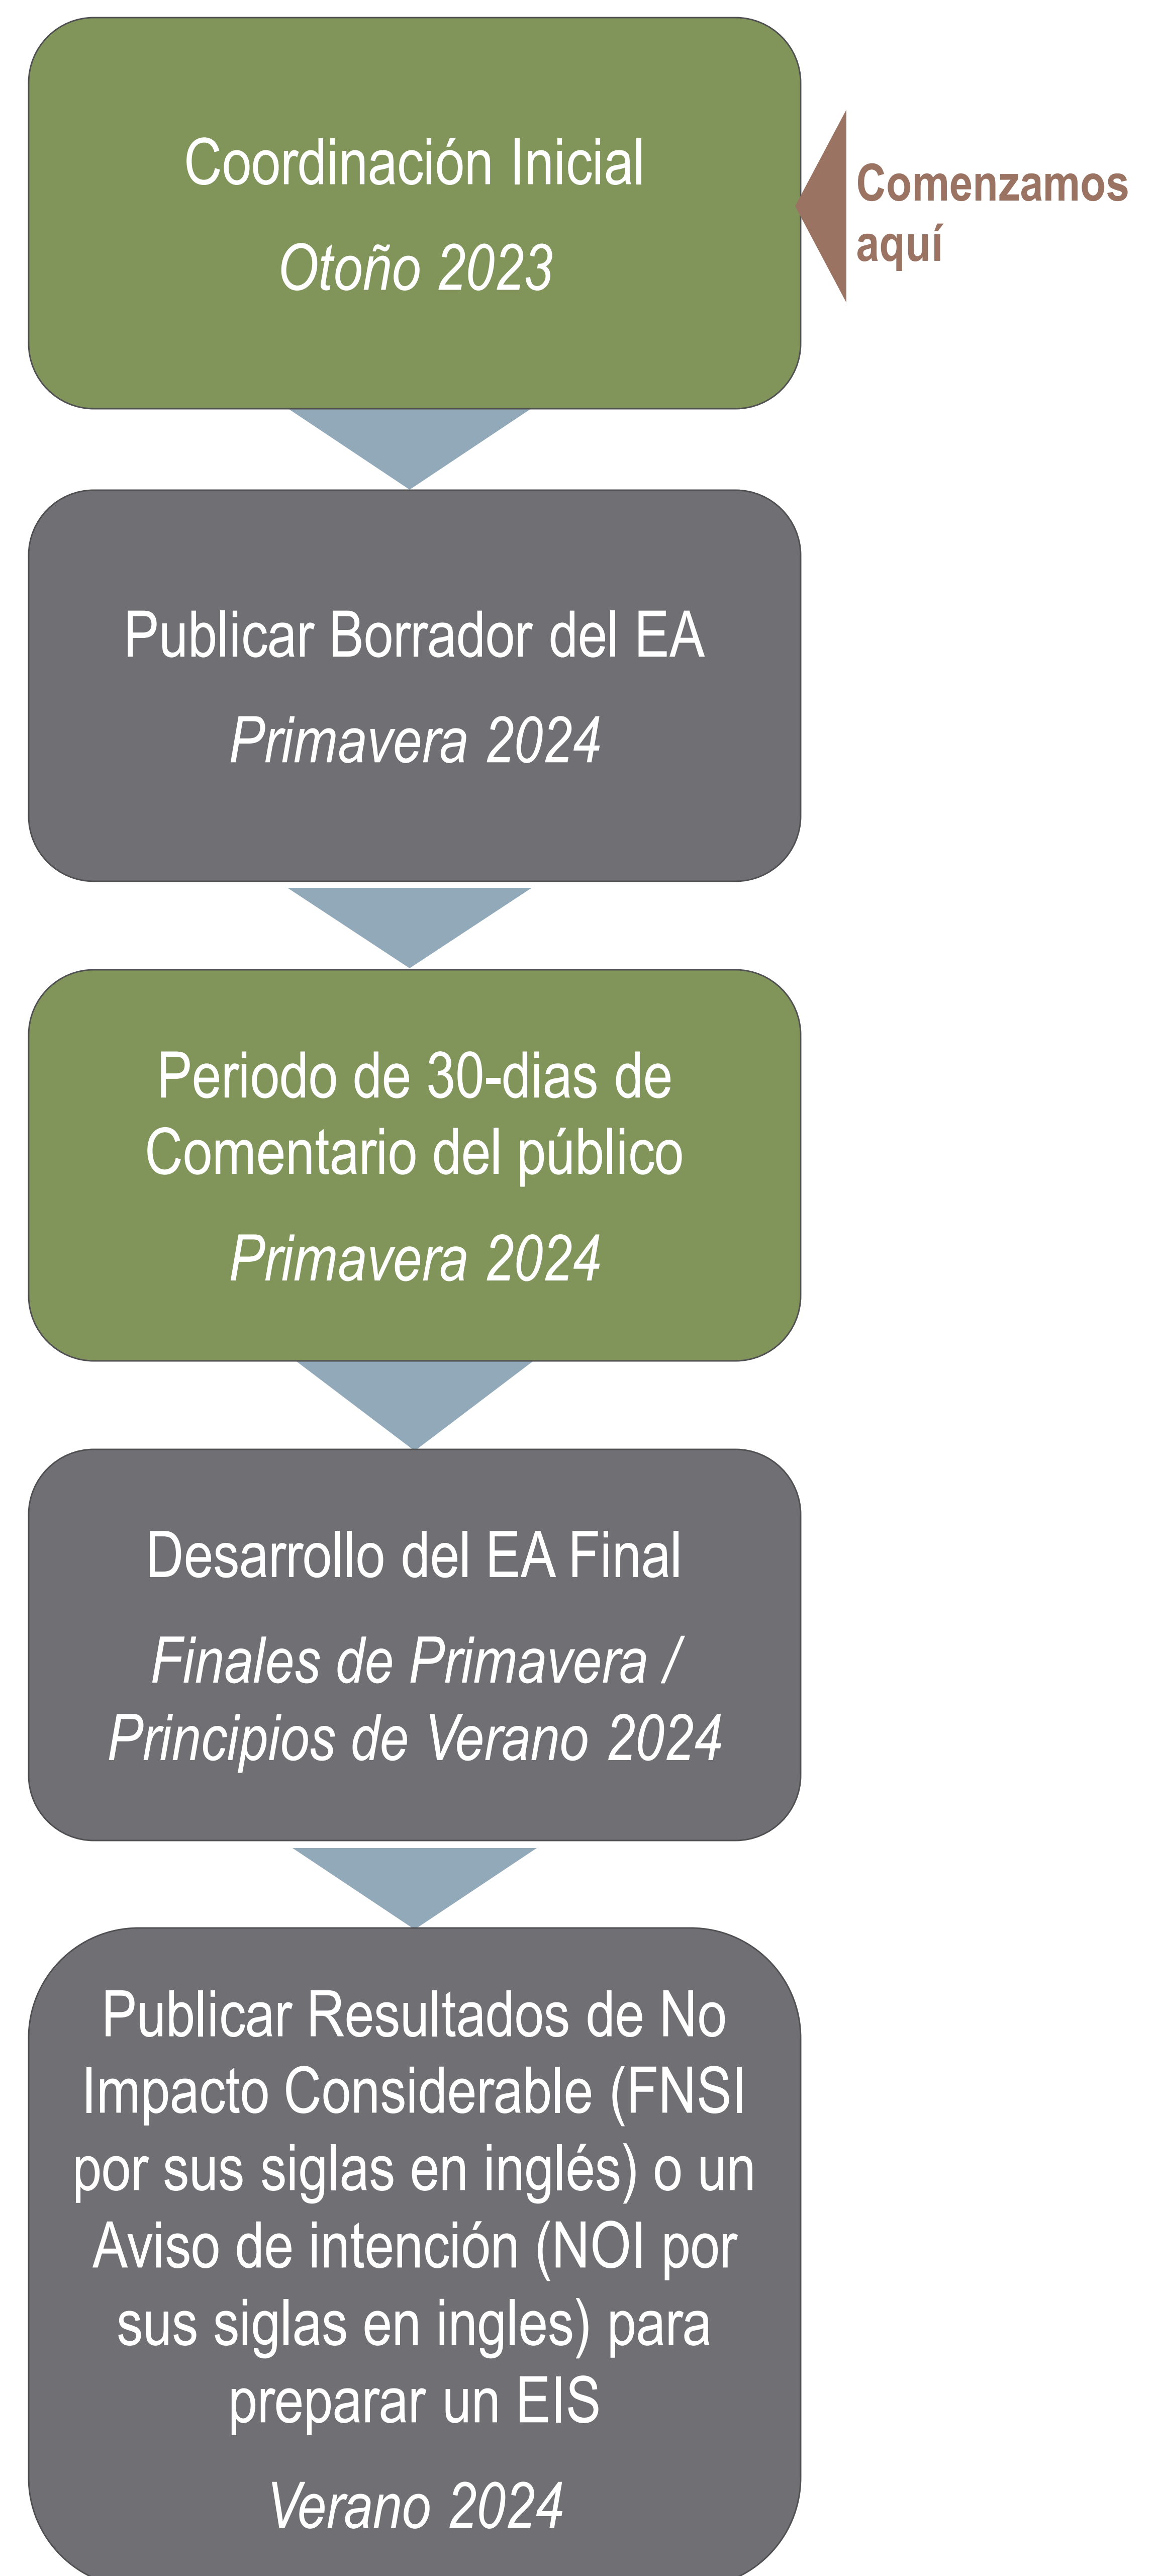 Coordinación Inicial
Otoño 2023
Comenzamos
aquí
Publicar Borrador del EA
Primavera 2024
Periodo de 30-dias de
Comentario del público
Primavera 2024
Desarrollo del EA Final
Finales de Primavera /
Principios de Verano 2024
Publicar Resultados de No
Impacto Considerable (FNSI
por sus siglas en inglés) o un
Aviso de intención (NOI por
sus siglas en ingles) para
preparar un EIS
Verano 2024